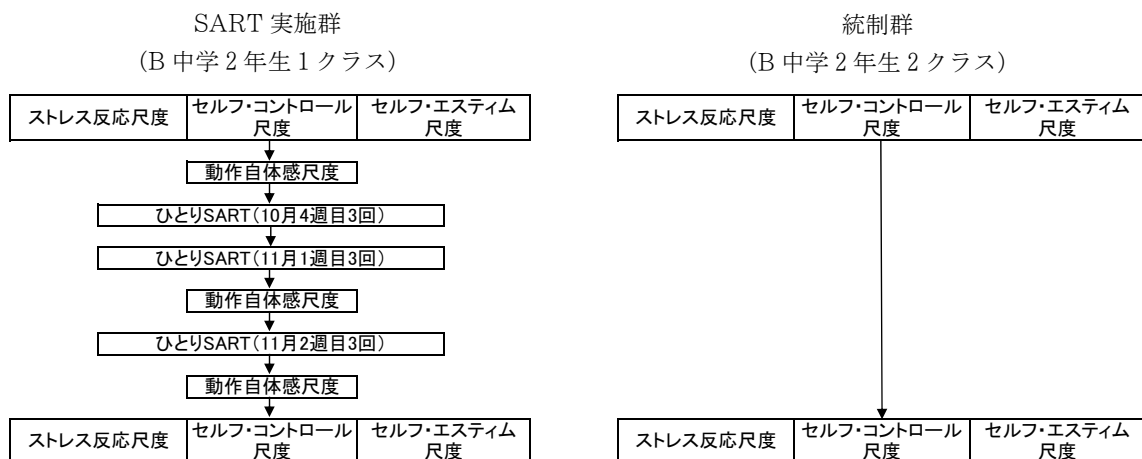 SART 実施群
(B 中学 2 年生 1 クラス)
ストレス反応尺度
セルフ・コントロール
尺度
セルフ・エスティム
尺度
動作自体感尺度
ひとりSART(10月4週目3回)
ひとりSART(11月1週目3回)
動作自体感尺度
ひとりSART(11月2週目3回)
動作自体感尺度
ストレス反応尺度
セルフ・コントロール
尺度
セルフ・エスティム
尺度
統制群
(B 中学 2 年生 2 クラス)
ストレス反応尺度
セルフ・コントロール
尺度
セルフ・エスティム
尺度
ストレス反応尺度
セルフ・コントロール
尺度
セルフ・エスティム
尺度